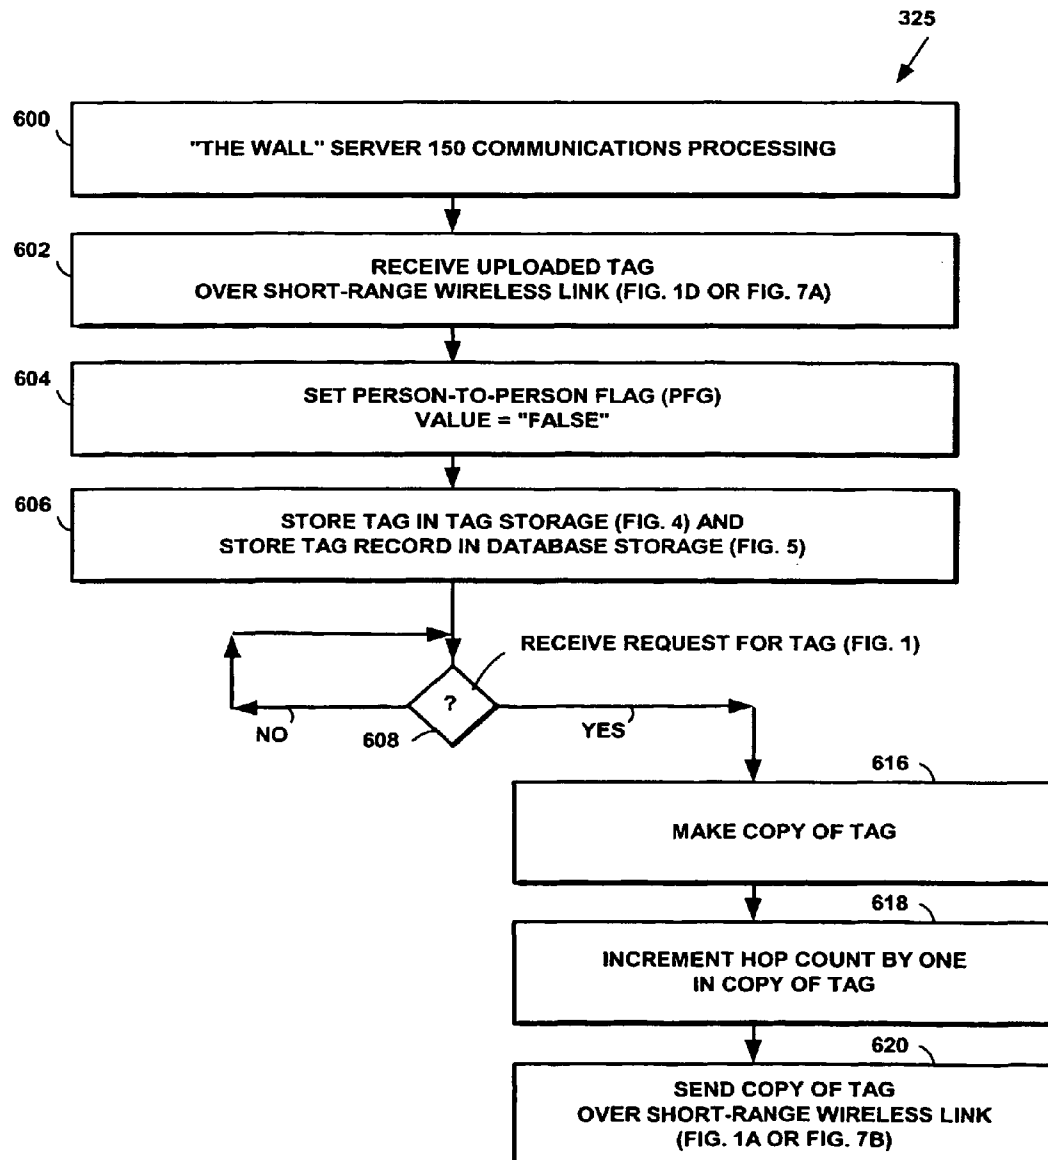 325
600
"THE WALL" SERVER 150 COMMUNICATIONS PROCESSING
602
RECEIVE UPLOADED TAG
OVER SHORT-RANGE WIRELESS LINK (FIG. 1D OR FIG. 7A)
604
SET PERSON-TO-PERSON FLAG (PFG)
VALUE = "FALSE"
606
STORE TAG IN TAG STORAGE (FIG. 4) AND
STORE TAG RECORD IN DATABASE STORAGE (FIG. 5)
RECEIVE REQUEST FOR TAG (FIG. 1)
?
NO
608
YES
616
MAKE COPY OF TAG
618
INCREMENT HOP COUNT BY ONE
IN COPY OF TAG
620
SEND COPY OF TAG
OVER SHORT-RANGE WIRELESS LINK
(FIG. 1A OR FIG. 7B)